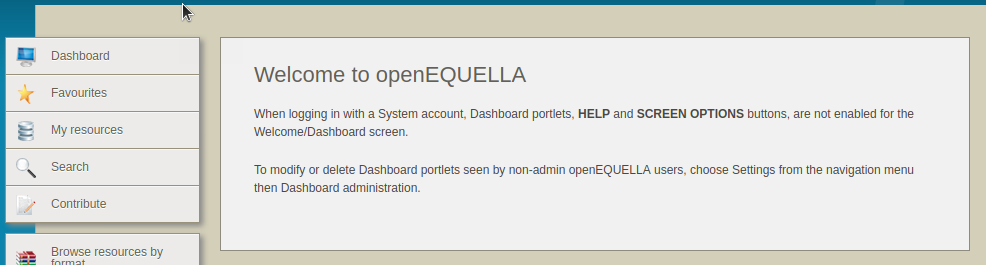 Dashboard
Favourites
My resources
Search
Contribute
Browse resources by
format
Welcome to openEQUELLA
When logging in with a System account, Dashboard portlets, HELP and SCREEN OPTIONS buttons, are not enabled for the
Welcome/Dashboard screen.
To modify or delete Dashboard portlets seen by non-admin openEQUELLA users, choose Settings from the navigation menu
then Dashboard administration.